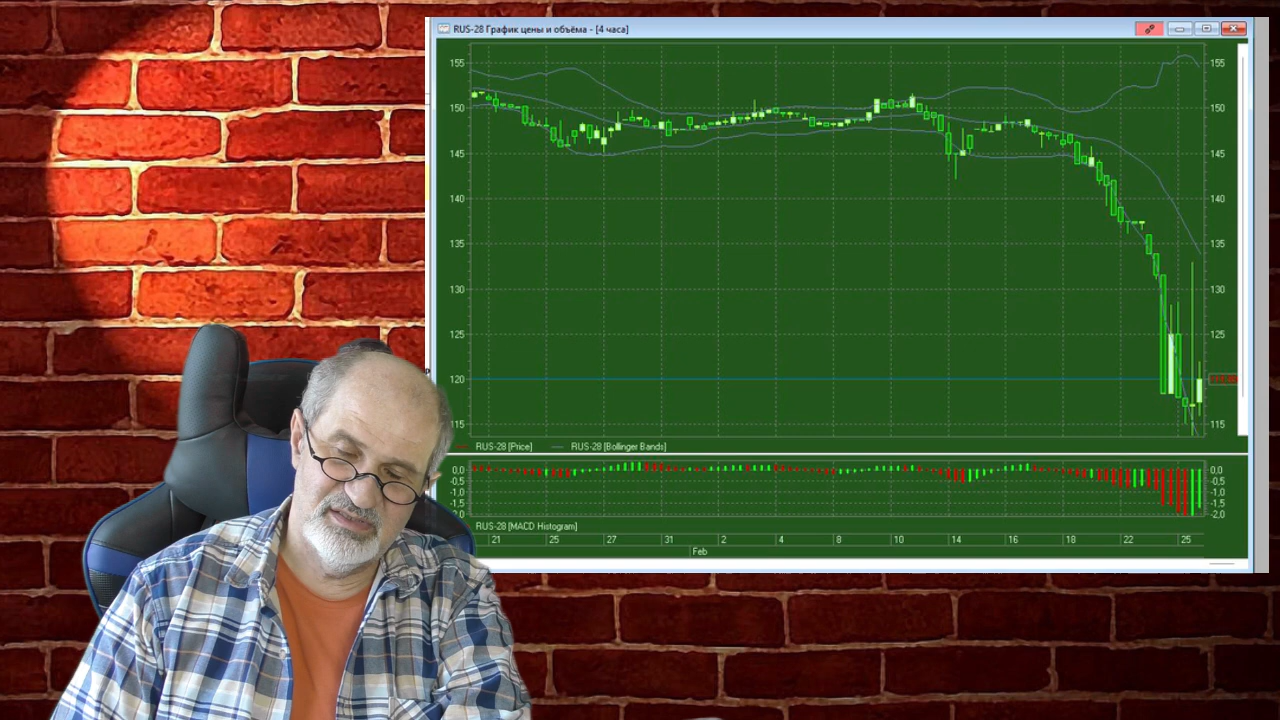 RUS-28 График цены и объёма - [4 часа]
155 155
150 150
145 145
140 140
135 135
130 130
125 125
120
115 115
RUS-28 [Price] RUS-28 [Bollinger Bands]
0,0 0,0
-0,5 -0,5
-1,0 -1,0
-1,5 -1,5
-2,0
RUS-28 [MACD Histogram]
21 25 27 31 2 4 8 10 14 16 18 22 25
Feb